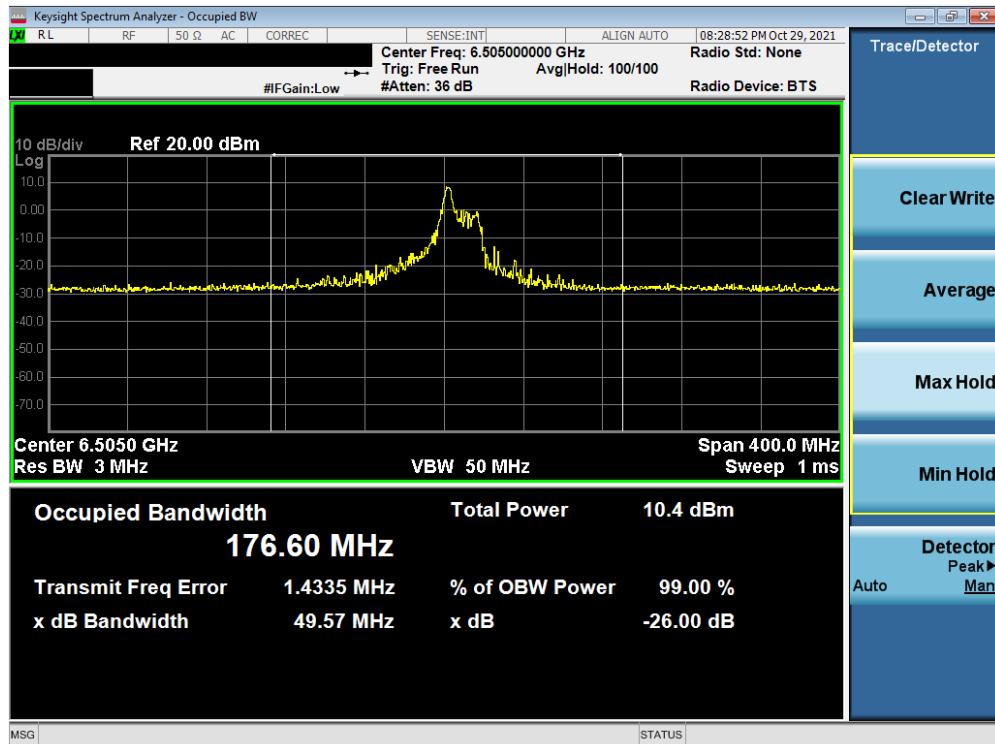 Keysight Spectrum Analyzer - Occupied BW
LXI RL RF 50 Ω AC CORREC SENSE:INT ALIGN AUTO 08:28:52 PM Oct 29, 2021
Center Freq: 6.505000000 GHz Radio Std: None
Trig: Free Run Avg|Hold: 100/100
#IFGain:Low #Atten: 36 dB Radio Device: BTS
10 dB/div Ref 20.00 dBm
Log
10.0
0.00
-10.0
-20.0
-30.0
-40.0
-50.0
-60.0
-70.0
Center 6.5050 GHz Span 400.0 MHz
Res BW 3 MHz VBW 50 MHz Sweep 1 ms
Occupied Bandwidth Total Power 10.4 dBm
176.60 MHz
Transmit Freq Error 1.4335 MHz % of OBW Power 99.00 %
x dB Bandwidth 49.57 MHz x dB -26.00 dB
Trace/Detector
Clear Write
Average
Max Hold
Min Hold
Detector
Peak▶
Auto Man
MSG STATUS